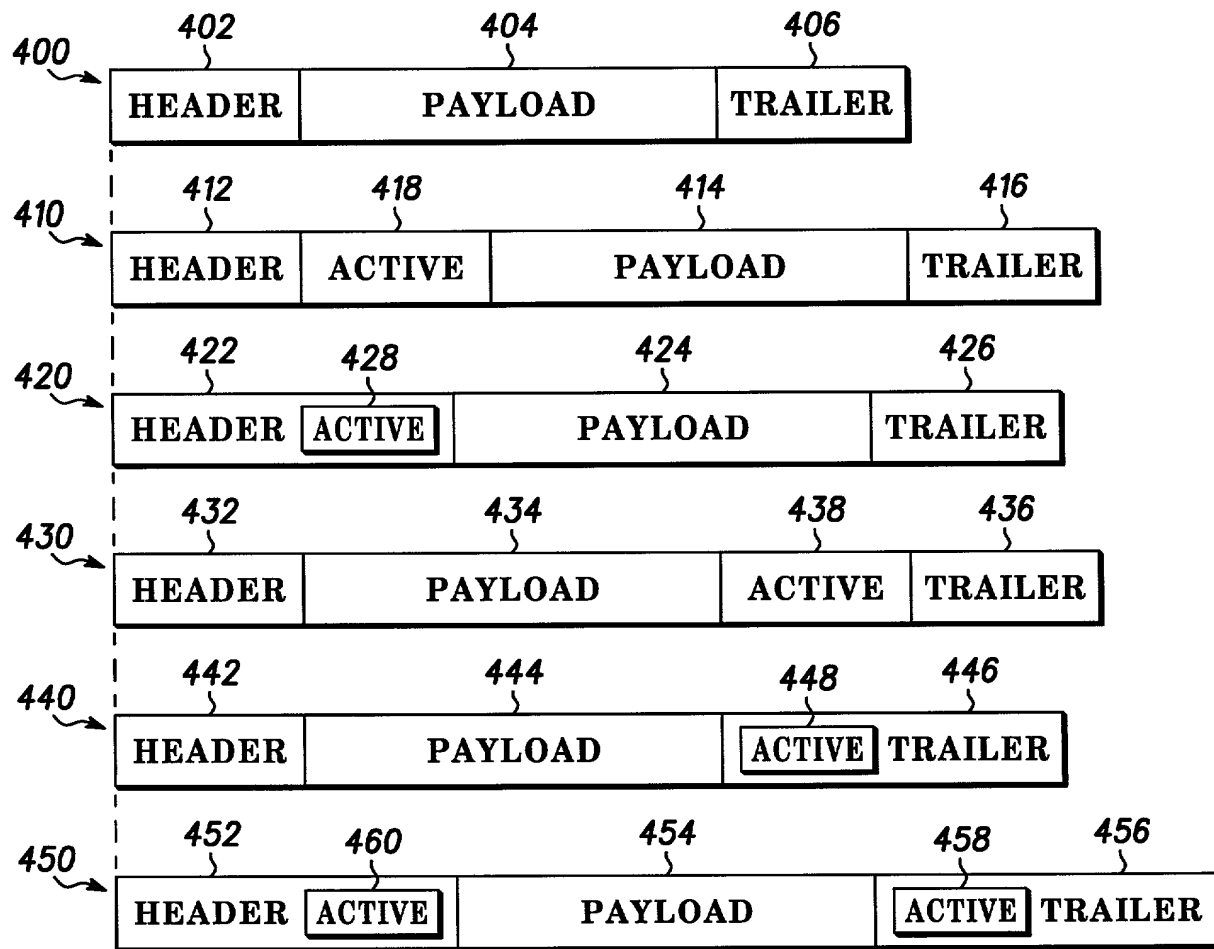 400 402 404 406
HEADER PAYLOAD TRAILER
410 412 418 414 416
HEADER ACTIVE PAYLOAD TRAILER
420 422 428 424 426
HEADER ACTIVE PAYLOAD TRAILER
430 432 434 438 436
HEADER PAYLOAD ACTIVE TRAILER
440 442 444 448 446
HEADER PAYLOAD ACTIVE TRAILER
450 452 460 454 458 456
HEADER ACTIVE PAYLOAD ACTIVE TRAILER